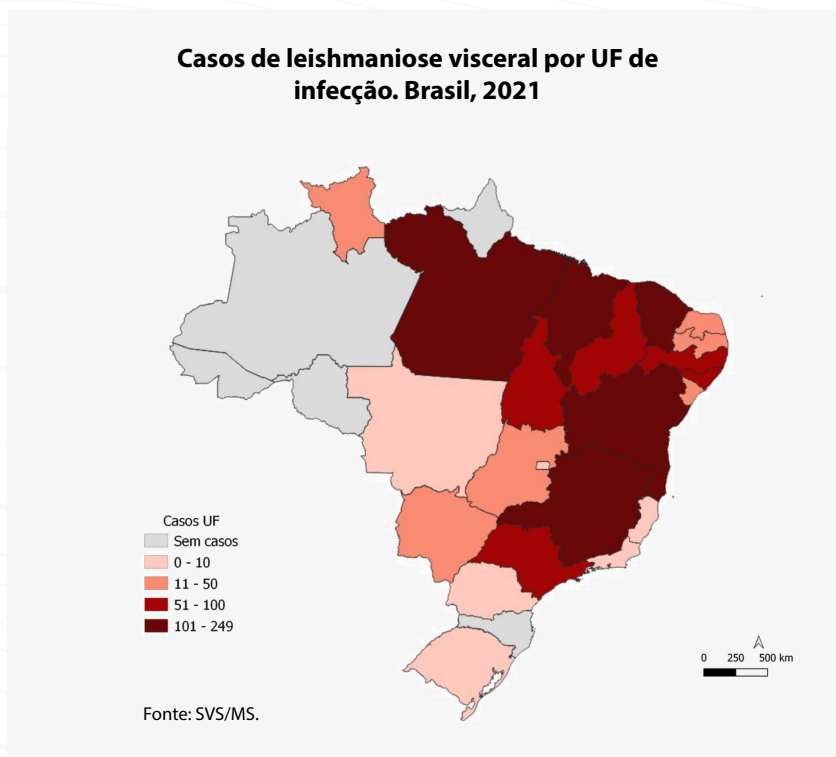 Casos de leishmaniose visceral por UF de
infecção. Brasil, 2021
Casos UF
Sem casos
0 - 10
11 - 50
51 - 100
101 - 249
0 250 500 km
Fonte: SVS/MS.